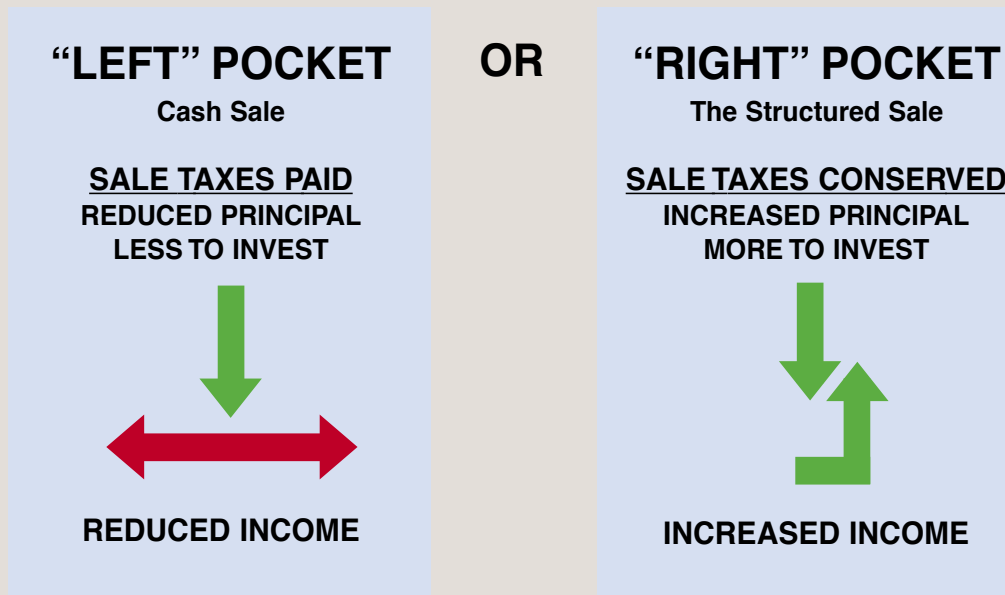 “LEFT” POCKET
Cash Sale
SALE TAXES PAID
REDUCED PRINCIPAL
LESS TO INVEST
REDUCED INCOME
OR
“RIGHT” POCKET
The Structured Sale
SALE TAXES CONSERVED
INCREASED PRINCIPAL
MORE TO INVEST
INCREASED INCOME